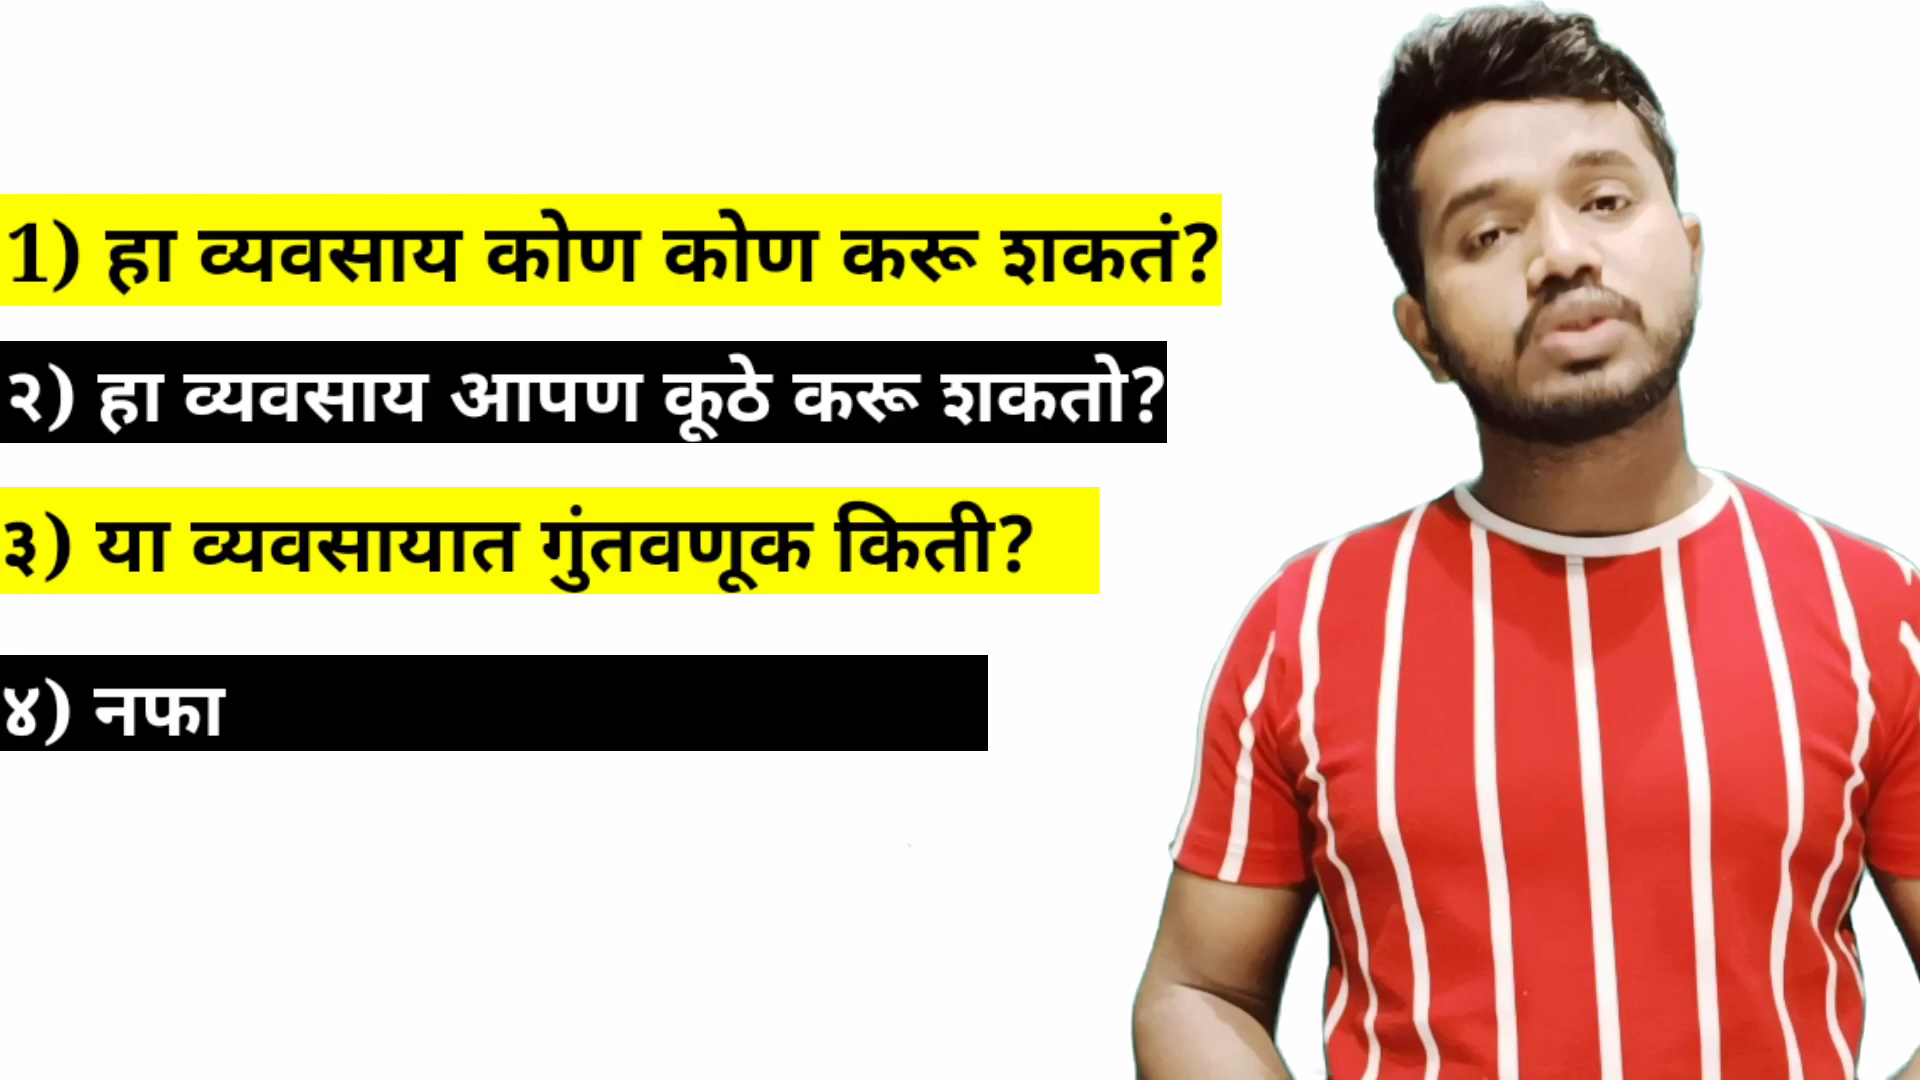 1) हा व्यवसाय कोण कोण करू शकतं?
२) हा व्यवसाय आपण कूठे करू शकतो?
३) या व्यवसायात गुंतवणूक किती?
४) नफा